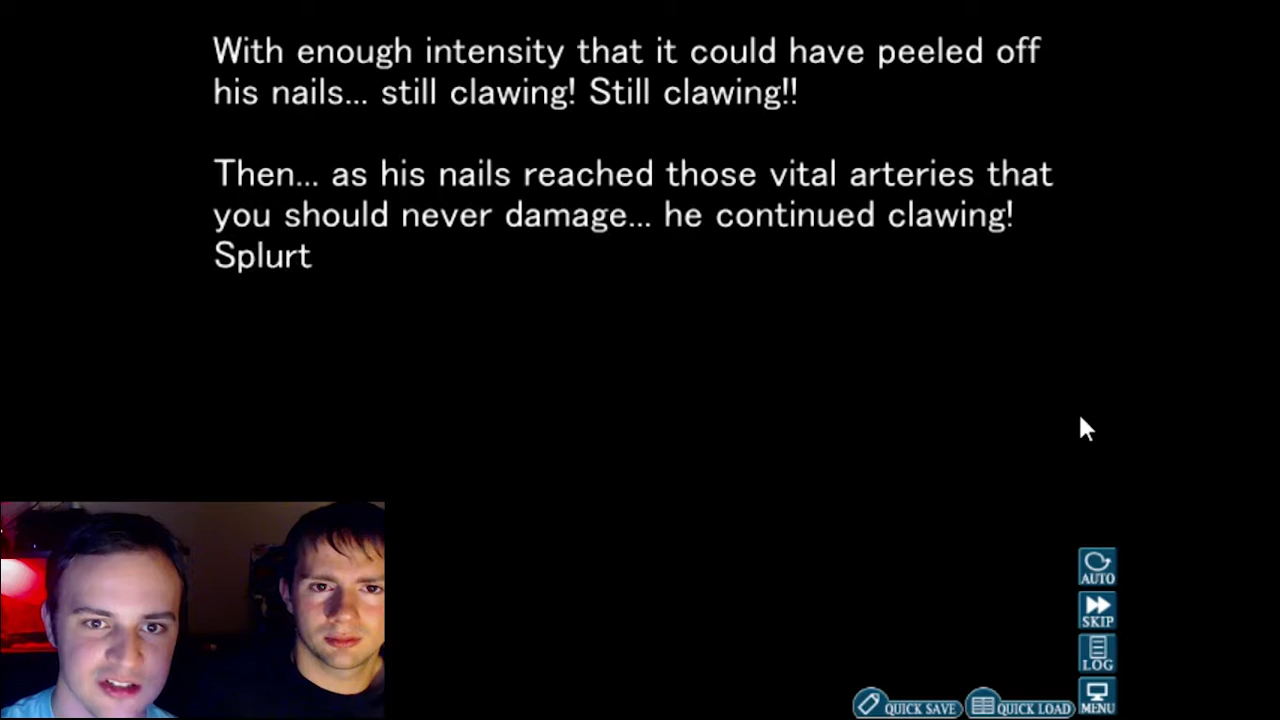 With enough intensity that it could have peeled off
his nails... still clawing! Still clawing!!
Then... as his nails reached those vital arteries that
you should never damage... he continued clawing!
Splurt
AUTO
SKIP
LOG
MENU
QUICK SAVE
QUICK LOAD